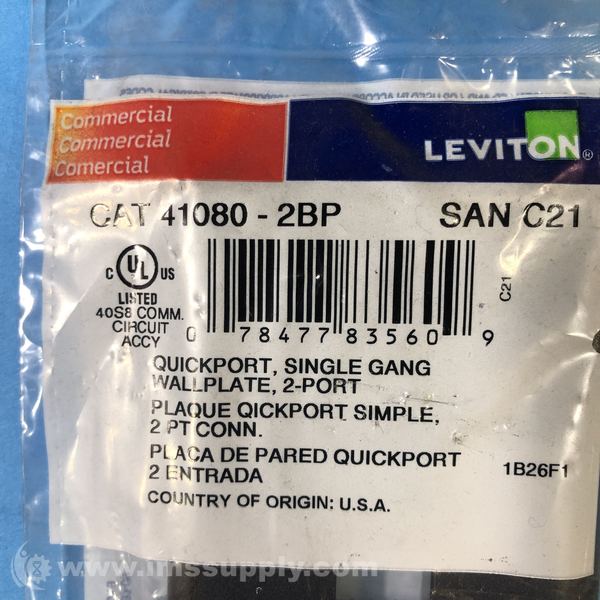 Commercial
Commercial
Comercial
LEVITON®
CAT 41080 - 2BP
SAN C21
C UL US
LISTED
40S8 COMM.
CIRCUIT
ACCY
C21
0 78477 83560 9
QUICKPORT, SINGLE GANG
WALLPLATE, 2-PORT
PLAQUE QICKPORT SIMPLE,
2 PT CONN.
PLACA DE PARED QUICKPORT
2 ENTRADA
1B26F1
COUNTRY OF ORIGIN: U.S.A.
www.imssupply.com